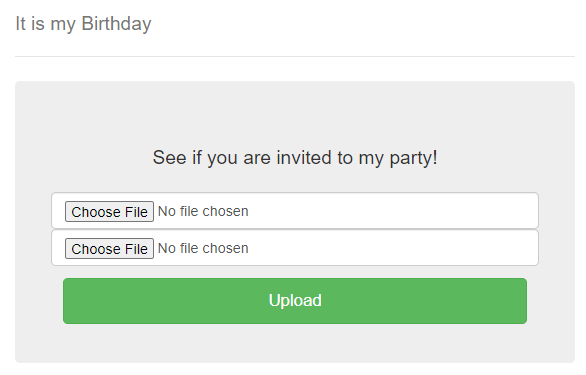 It is my Birthday
See if you are invited to my party!
Choose File No file chosen
Choose File No file chosen
Upload